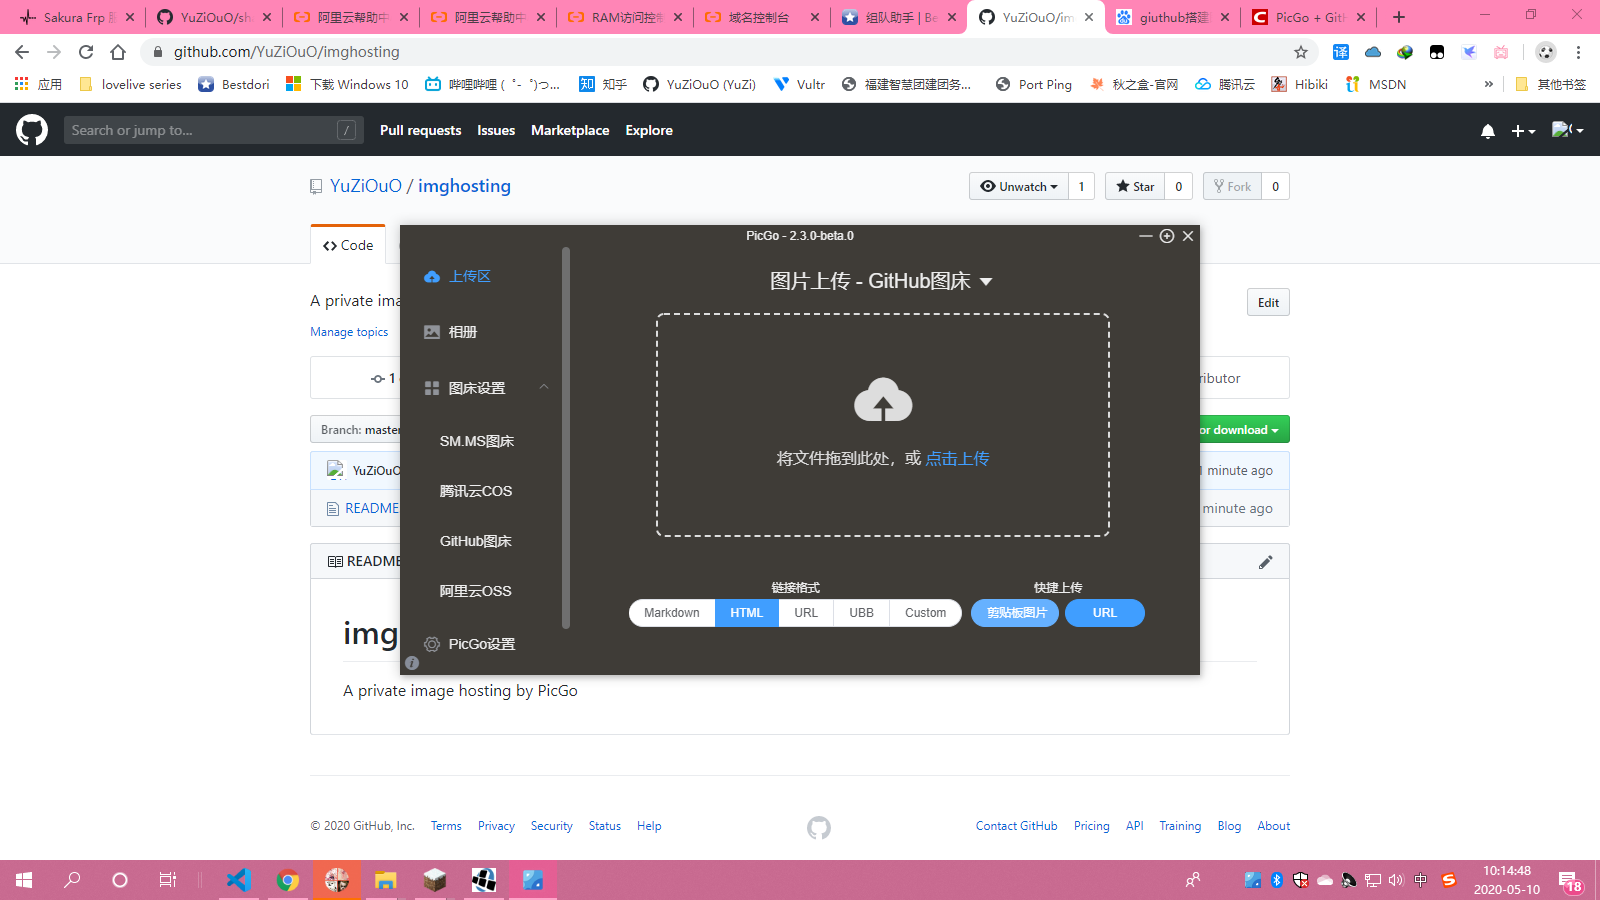 Sakura Frp 服
YuZiOuO/sha
阿里云帮助中
阿里云帮助中
RAM访问控制
域名控制台
组队助手 | Be
YuZiOuO/im
giuthub搭建
PicGo + GitH
github.com/YuZiOuO/imghosting
译
应用
lovelive series
Bestdori
下载 Windows 10
哔哩哔哩 ( ゜- ゜)つ...
知 知乎
YuZiOuO (YuZi)
Vultr
福建智慧团建团务...
Port Ping
秋之盒-官网
腾讯云
Hibiki
MSDN
»
其他书签
Search or jump to...
/
Pull requests
Issues
Marketplace
Explore
YuZiOuO / imghosting
Unwatch
1
Star
0
Fork
0
Code
A private ima
Edit
Manage topics
1
ributor
Branch: master
or download
YuZiOuO
1 minute ago
README
minute ago
README
img
A private image hosting by PicGo
PicGo - 2.3.0-beta.0
上传区
相册
图床设置
SM.MS图床
腾讯云COS
GitHub图床
阿里云OSS
PicGo设置
图片上传 - GitHub图床
将文件拖到此处，或 点击上传
链接格式
快捷上传
Markdown
HTML
URL
UBB
Custom
剪贴板图片
URL
© 2020 GitHub, Inc.
Terms
Privacy
Security
Status
Help
Contact GitHub
Pricing
API
Training
Blog
About
中
10:14:48
2020-05-10
18